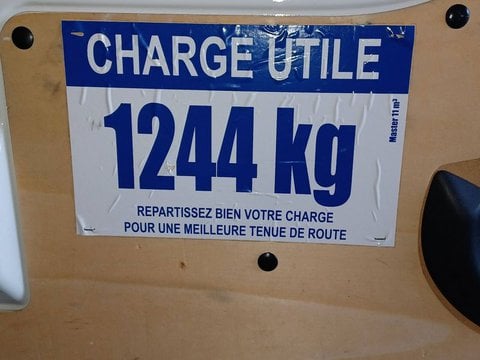 CHARGE UTILE
1244 kg
Master 11 m³
REPARTISSEZ BIEN VOTRE CHARGE
POUR UNE MEILLEURE TENUE DE ROUTE